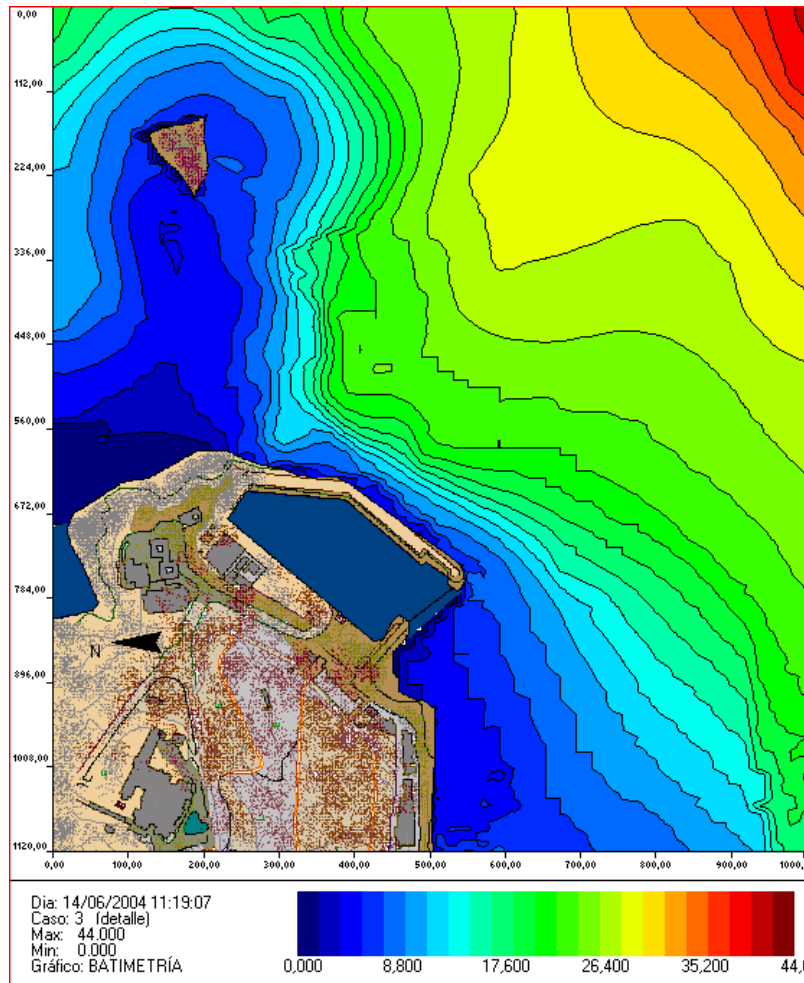 0,00
112,00
224,00
336,00
448,00
560,00
672,00
784,00
N
896,00
1008,00
1120,00
0,00 100,00 200,00 300,00 400,00 500,00 600,00 700,00 800,00 900,00 1000,
Dia: 14/06/2004 11:19:07
Caso: 3 (detalle)
Max: 44.000
Min: 0.000
Gráfico: BATIMETRÍA
0,000 8,800 17,600 26,400 35,200 44,